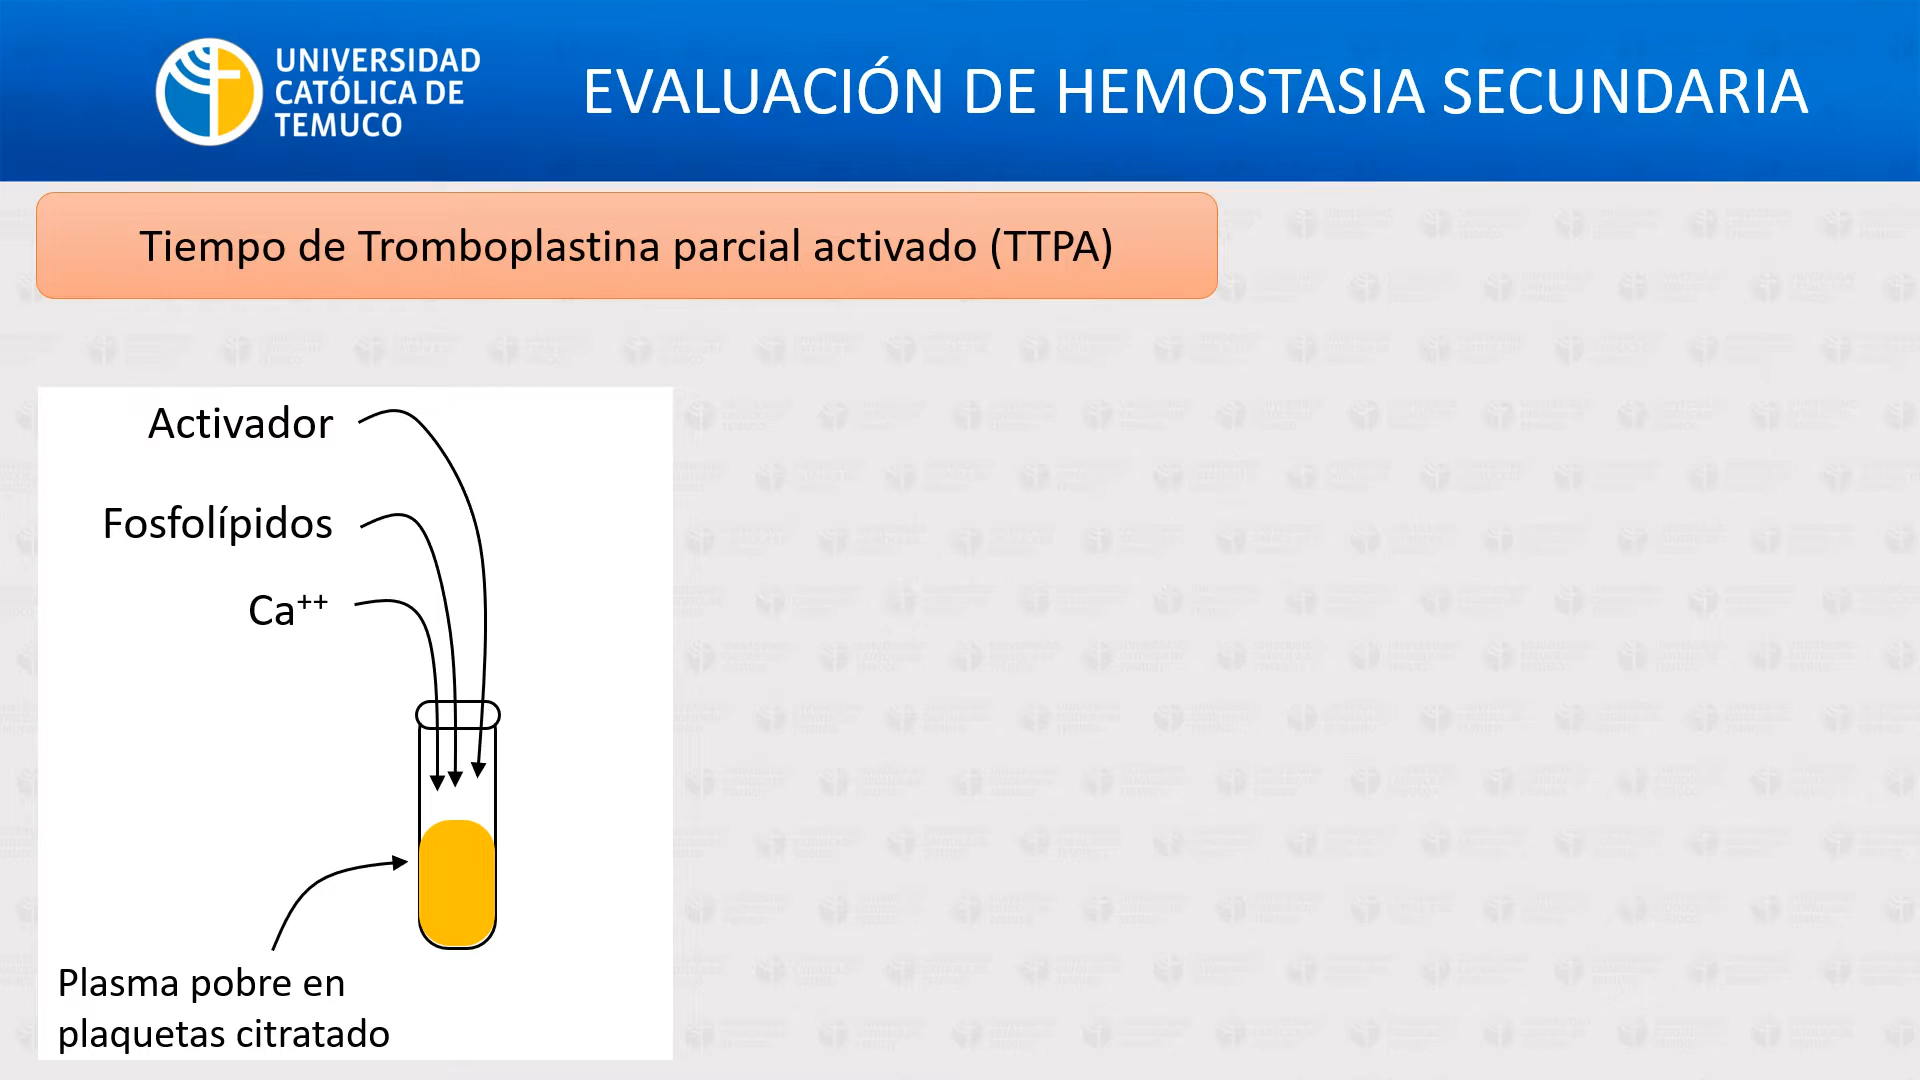 UNIVERSIDAD
CATÓLICA DE
TEMUCO
EVALUACIÓN DE HEMOSTASIA SECUNDARIA
Tiempo de Tromboplastina parcial activado (TTPA)
Activador
Fosfolípidos
Ca⁺⁺
Plasma pobre en
plaquetas citratado